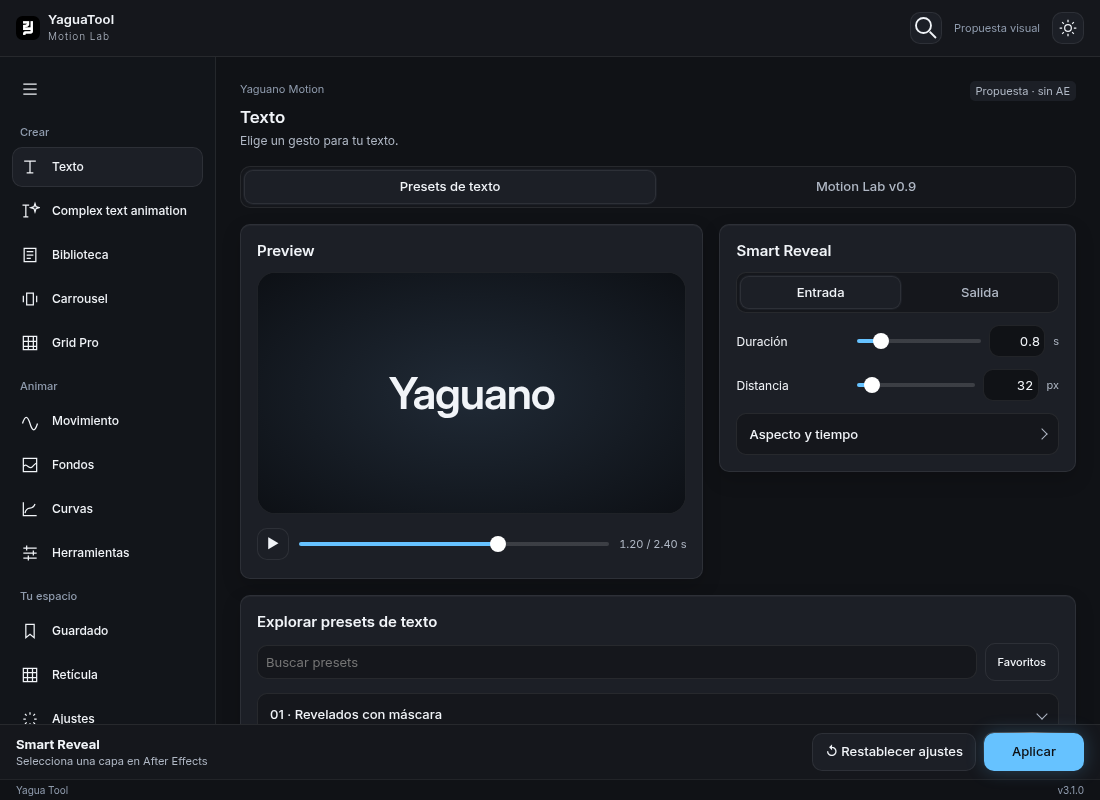 YaguaTool
Motion Lab
Propuesta visual
Crear
Texto
Complex text animation
Biblioteca
Carrousel
Grid Pro
Animar
Movimiento
Fondos
Curvas
Herramientas
Tu espacio
Guardado
Retícula
Ajustes
Yaguano Motion
Propuesta · sin AE
Texto
Elige un gesto para tu texto.
Presets de texto
Motion Lab v0.9
Preview
Yaguano
1.20 / 2.40 s
Smart Reveal
Entrada
Salida
Duración
0.8 s
Distancia
32 px
Aspecto y tiempo
Explorar presets de texto
Buscar presets
Favoritos
01 · Revelados con máscara
Smart Reveal
Selecciona una capa en After Effects
Restablecer ajustes
Aplicar
Yagua Tool
v3.1.0